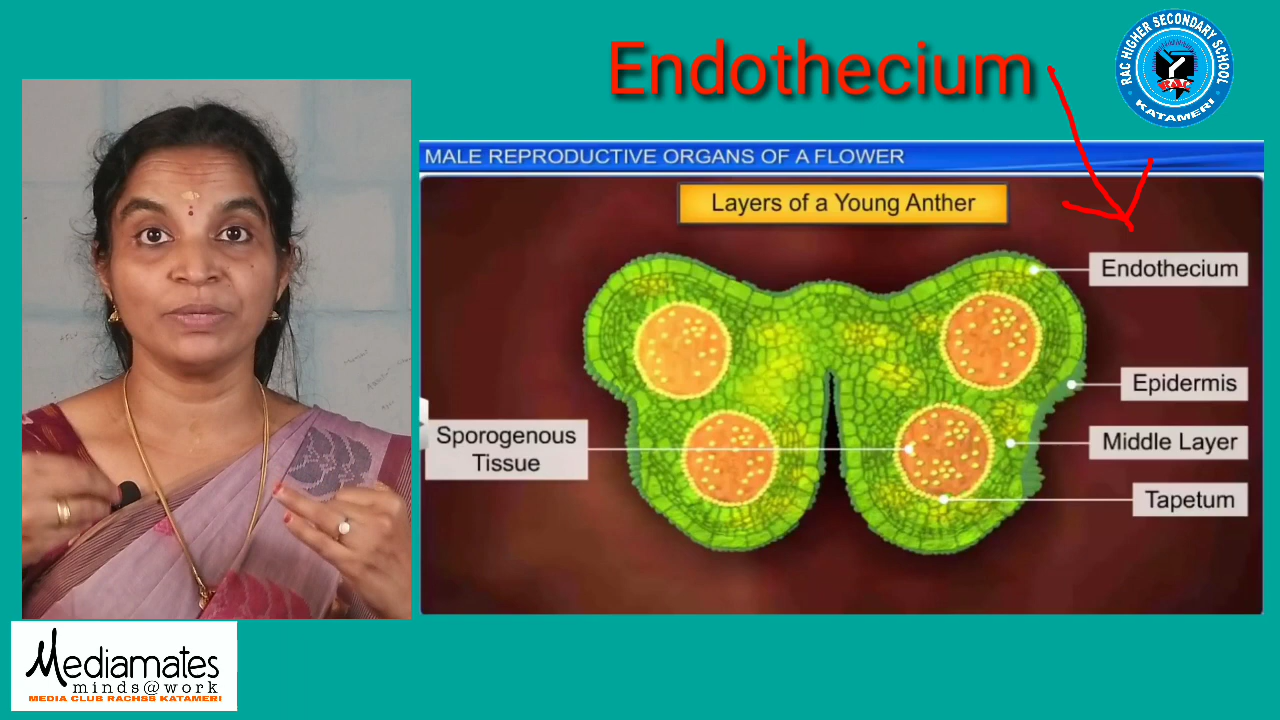 Endothecium
RAC HIGHER SECONDARY SCHOOL
RAC
KATAMERI
MALE REPRODUCTIVE ORGANS OF A FLOWER
Layers of a Young Anther
Endothecium
Epidermis
Middle Layer
Tapetum
Sporogenous
Tissue
Mediamates
minds@work
MEDIA CLUB RACHSS KATAMERI